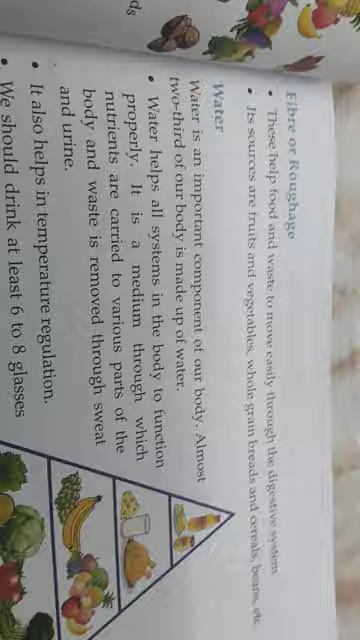 ds
Fibre or Roughage
• These help food and waste to move easily through the digestive system
• Its sources are fruits and vegetables, whole grain breads and cereals, beans, etc.
Water
Water is an important component of our body. Almost
two-third of our body is made up of water.
• Water helps all systems in the body to function
properly. It is a medium through which
nutrients are carried to various parts of the
body and waste is removed through sweat
and urine.
• It also helps in temperature regulation.
• We should drink at least 6 to 8 glasses